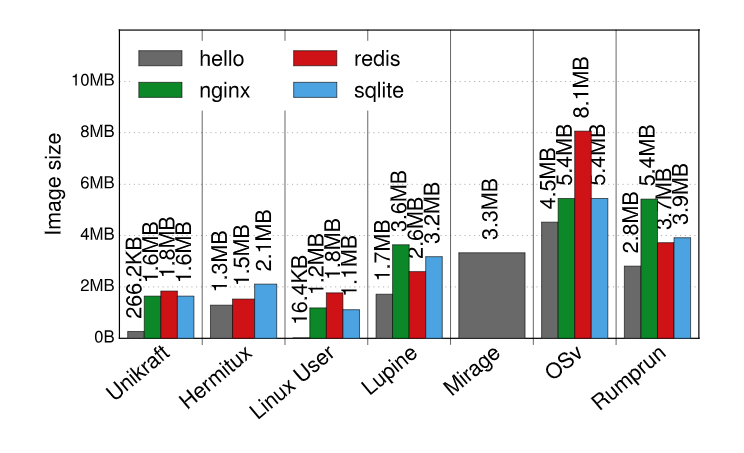 hello
redis
nginx
sqlite
Image size
10MB
8MB
6MB
4MB
2MB
0B
266.2KB
1.6MB
1.8MB
1.6MB
1.3MB
1.5MB
2.1MB
16.4KB
1.2MB
1.8MB
1.1MB
1.7MB
3.6MB
2.6MB
3.2MB
3.3MB
4.5MB
5.4MB
8.1MB
5.4MB
2.8MB
5.4MB
3.7MB
3.9MB
Unikraft
Hermitux
Linux User
Lupine
Mirage
OSv
Rumprun